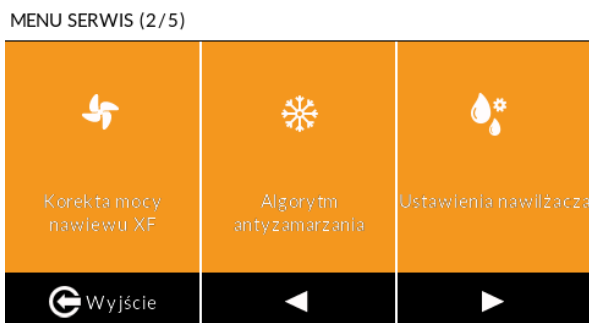 MENU SERWIS (2/5)
Korekta mocy
nawiewu XF
Algorytm
antyzamarzania
Ustawienia nawilżacza
Wyjście